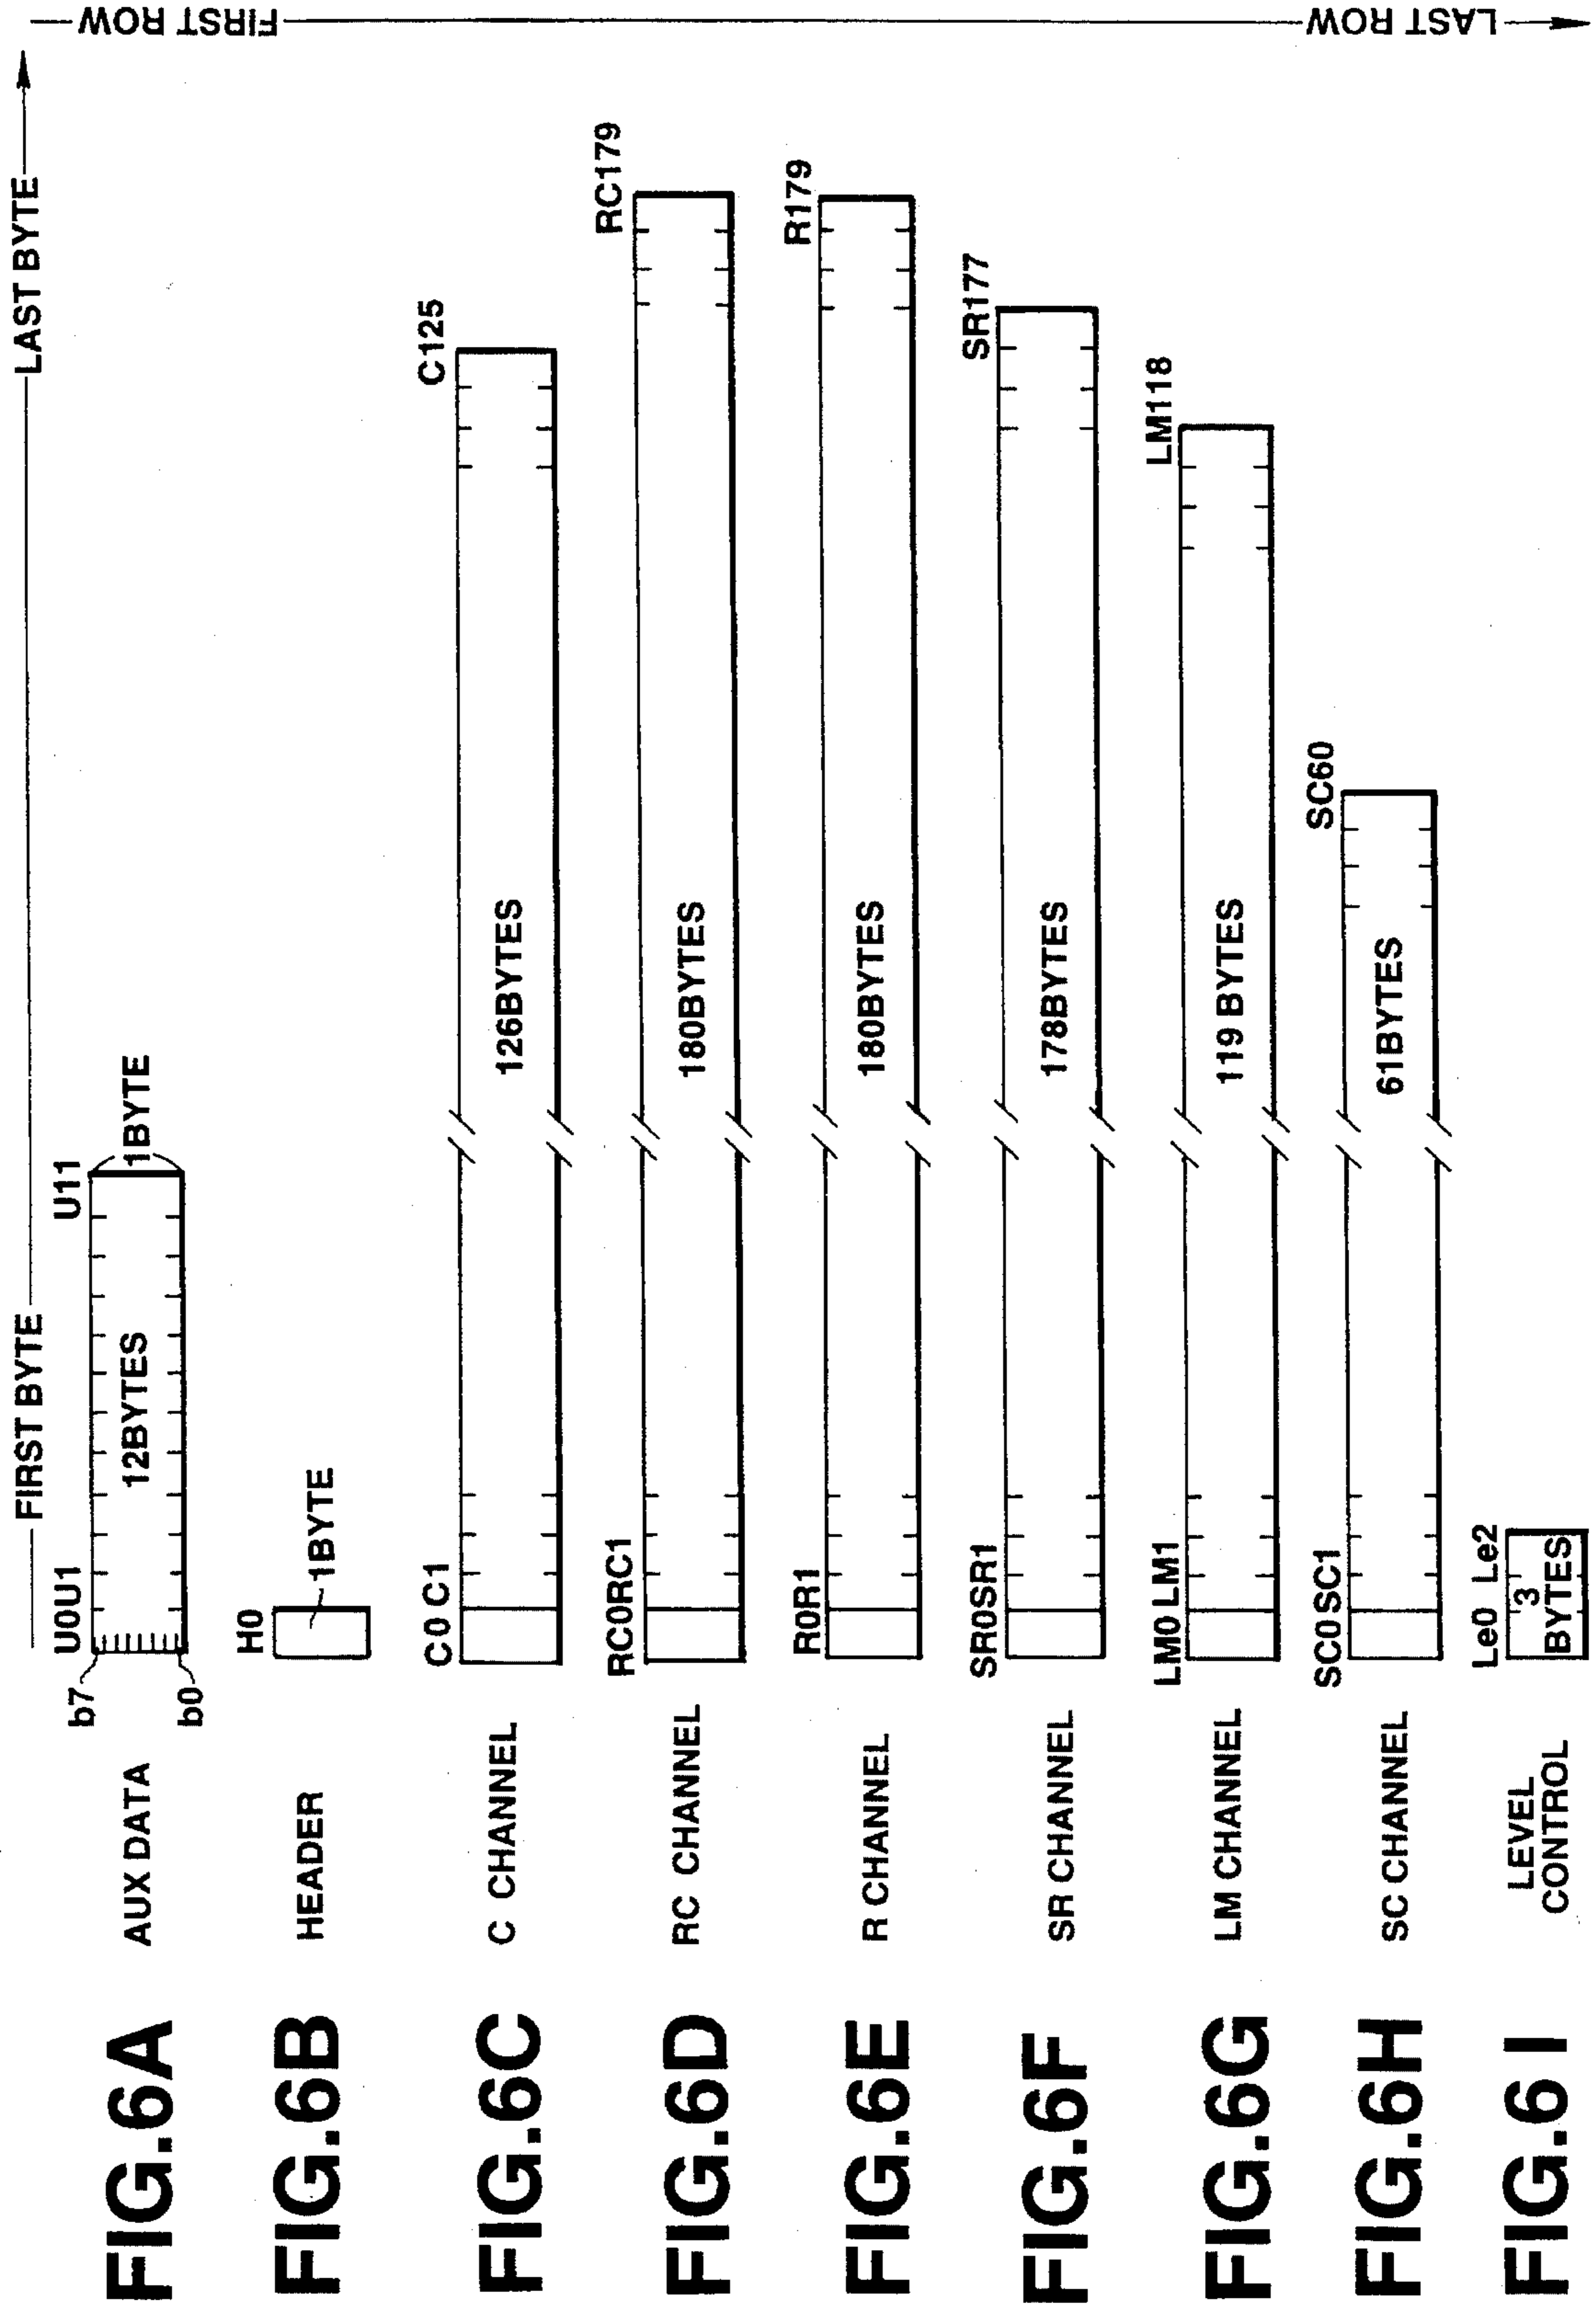 FIRST BYTE
LAST BYTE
FIRST ROW
LAST ROW
FIG.6A
AUX DATA
b7
b0
U0U1
U11
12BYTES
1BYTE
FIG.6B
HEADER
H0
1BYTE
FIG.6C
C CHANNEL
C0 C1
C125
126BYTES
FIG.6D
RC CHANNEL
RC0RC1
RC179
180BYTES
FIG.6E
R CHANNEL
R0R1
R179
180BYTES
FIG.6F
SR CHANNEL
SR0SR1
SR177
178BYTES
FIG.6G
LM CHANNEL
LM0 LM1
LM118
119 BYTES
FIG.6H
SC CHANNEL
SC0SC1
SC60
61BYTES
FIG.6I
LEVEL
CONTROL
Le0 Le2
3
BYTES